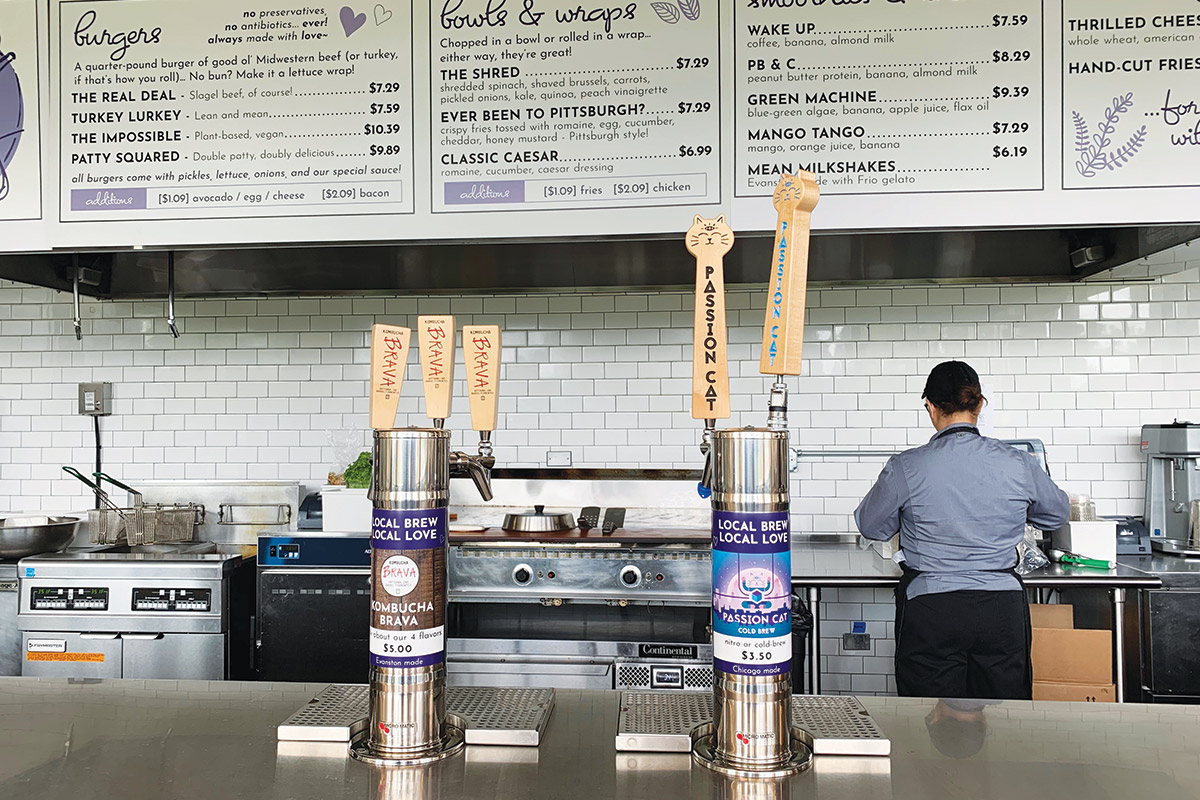 burgers
no preservatives,
no antibiotics... ever!
always made with love~
A quarter-pound burger of good ol' Midwestern beef (or turkey,
if that's how you roll)... No bun? Make it a lettuce wrap!
THE REAL DEAL - Slagel beef, of course! $7.29
TURKEY LURKEY - Lean and mean $7.59
THE IMPOSSIBLE - Plant-based, vegan $10.39
PATTY SQUARED - Double patty, doubly delicious $9.89
all burgers come with pickles, lettuce, onions, and our special sauce!
additions [$1.09] avocado / egg / cheese [$2.09] bacon
bowls & wraps
Chopped in a bowl or rolled in a wrap...
either way, they're great!
THE SHRED $7.29
shredded spinach, shaved brussels, carrots,
pickled onions, kale, quinoa, peach vinaigrette
EVER BEEN TO PITTSBURGH? $7.29
crispy fries tossed with romaine, egg, cucumber,
cheddar, honey mustard - Pittsburgh style!
CLASSIC CAESAR $6.99
romaine, cucumber, caesar dressing
additions [$1.09] fries [$2.09] chicken
smoothies &
WAKE UP $7.59
coffee, banana, almond milk
PB & C $8.29
peanut butter protein, banana, almond milk
GREEN MACHINE $9.39
blue-green algae, banana, apple juice, flax oil
MANGO TANGO $7.29
mango, orange juice, banana
MEAN MILKSHAKES $6.19
with Frio gelato
THRILLED CHEES
whole wheat, american
HAND-CUT FRIES
...for
KOMBUCHA
BRAVA
KOMBUCHA
BRAVA
KOMBUCHA
BRAVA
PASSION CAT
PASSION CAT
LOCAL BREW
LOCAL LOVE
KOMBUCHA
BRAVA
KOMBUCHA
BRAVA
about our 4 flavors
$5.00
Evanston made
MICRO MATIC
LOCAL BREW
LOCAL LOVE
PASSION CAT
COLD BREW
nitro or cold-brew
$3.50
Chicago made
MICRO MATIC
Continental